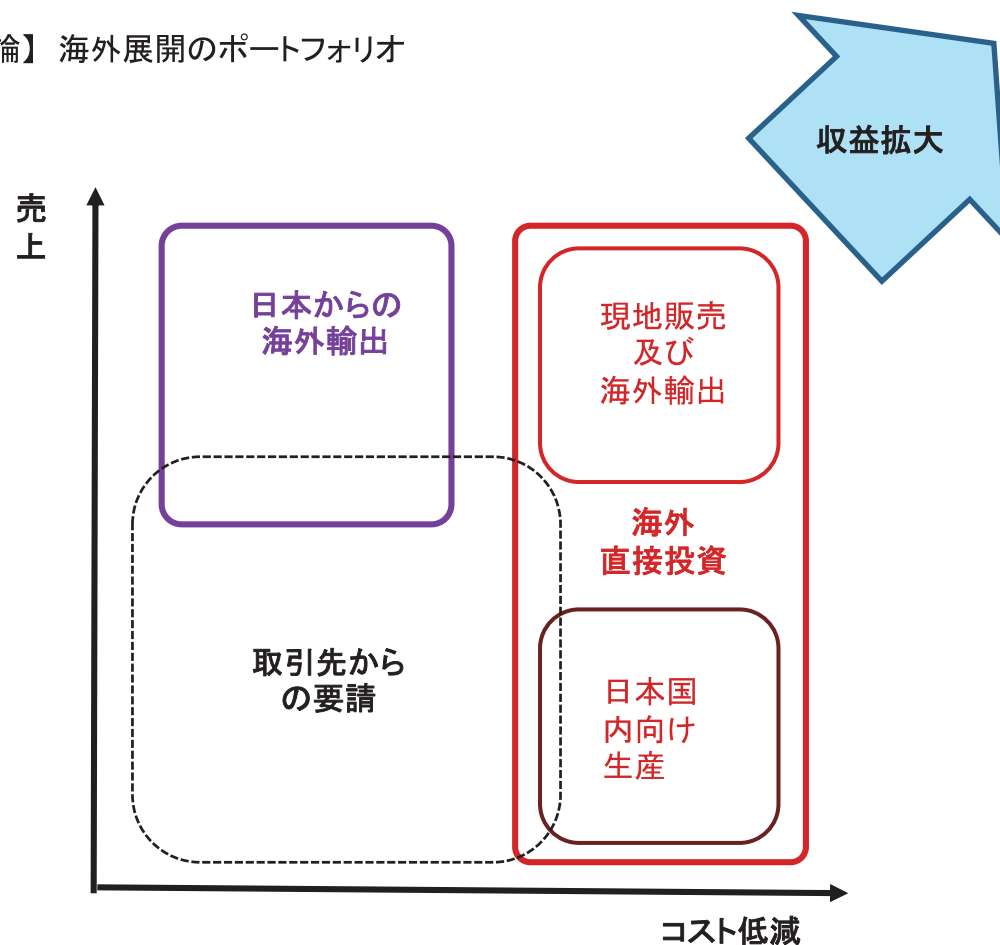 論】 海外展開のポートフォリオ
収益拡大
売
上
日本からの
海外輸出
現地販売
及び
海外輸出
海外
直接投資
取引先から
の要請
日本国
内向け
生産
コスト低減